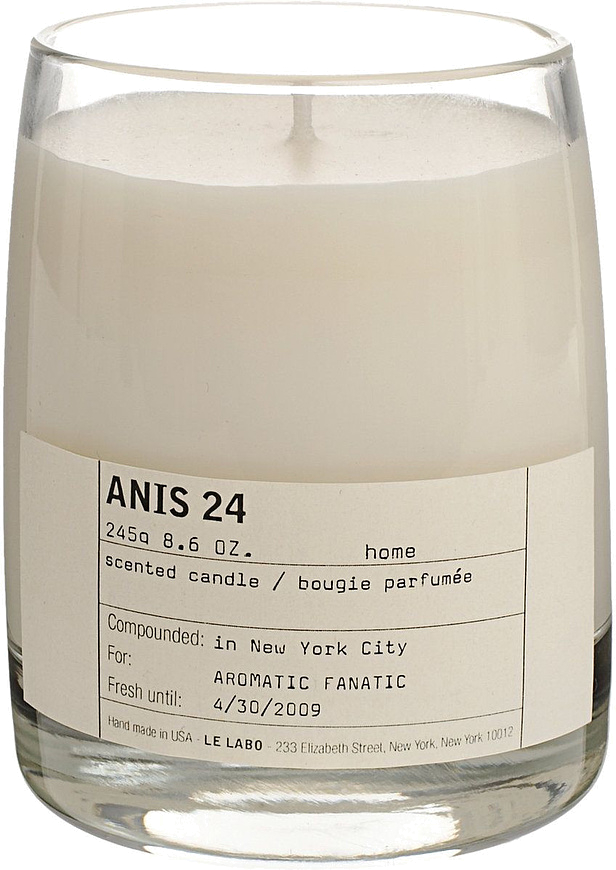 ANIS 24
245g 8.6 OZ. home
scented candle / bougie parfumée
Compounded: in New York City
For: AROMATIC FANATIC
Fresh until: 4/30/2009
Hand made in USA - LE LABO - 233 Elizabeth Street, New York, New York 10012